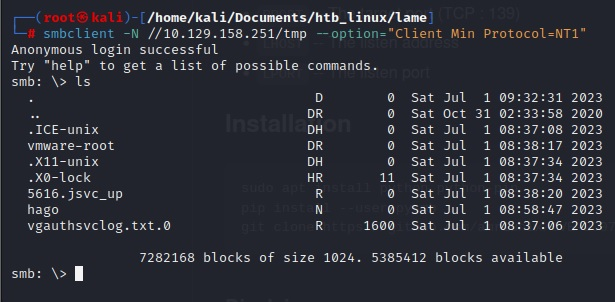 ┌──(root㉿kali)-[/home/kali/Documents/htb_linux/lame]
└─# smbclient -N //10.129.158.251/tmp --option="Client Min Protocol=NT1"
Anonymous login successful
Try "help" to get a list of possible commands.
smb: \> ls
. D 0 Sat Jul 1 09:32:31 2023
.. DR 0 Sat Oct 31 02:33:58 2020
.ICE-unix DH 0 Sat Jul 1 08:37:08 2023
vmware-root DR 0 Sat Jul 1 08:38:17 2023
.X11-unix DH 0 Sat Jul 1 08:37:34 2023
.X0-lock HR 11 Sat Jul 1 08:37:34 2023
5616.jsvc_up R 0 Sat Jul 1 08:38:20 2023
hago N 0 Sat Jul 1 08:58:47 2023
vgauthsvclog.txt.0 R 1600 Sat Jul 1 08:37:06 2023
7282168 blocks of size 1024. 5385412 blocks available
smb: \>
(TCP : 139)
The listen address
The listen port
Installation
sudo apt install
pip install --user
git clone